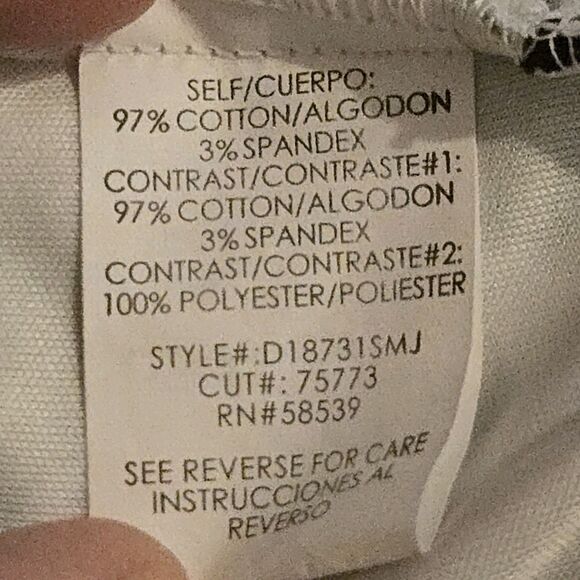 SELF/CUERPO:
97% COTTON/ALGODON
3% SPANDEX
CONTRAST/CONTRASTE#1:
97% COTTON/ALGODON
3% SPANDEX
CONTRAST/CONTRASTE#2:
100% POLYESTER/POLIESTER
STYLE#:D18731SMJ
CUT#: 75773
RN#58539
SEE REVERSE FOR CARE
INSTRUCCIONES AL
REVERSO